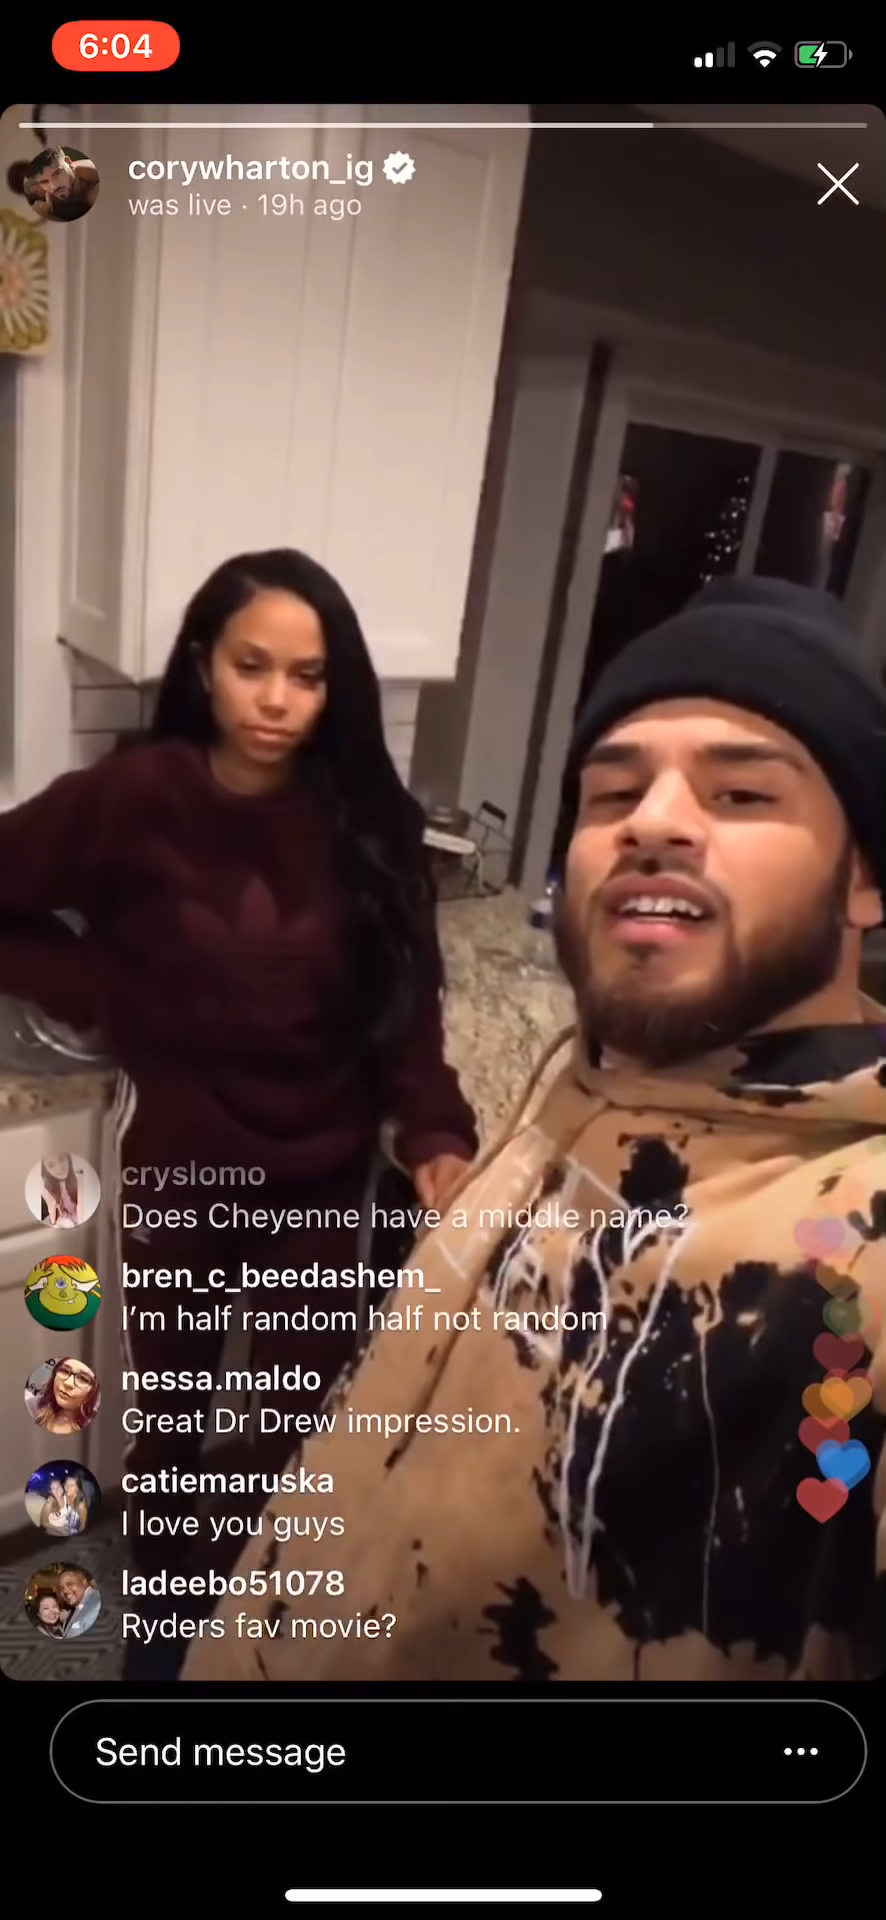 6:04
corywharton_ig
was live · 19h ago
cryslomo
Does Cheyenne have a middle name?
bren_c_beedashem_
I'm half random half not random
nessa.maldo
Great Dr Drew impression.
catiemaruska
I love you guys
ladeebo51078
Ryders fav movie?
Send message